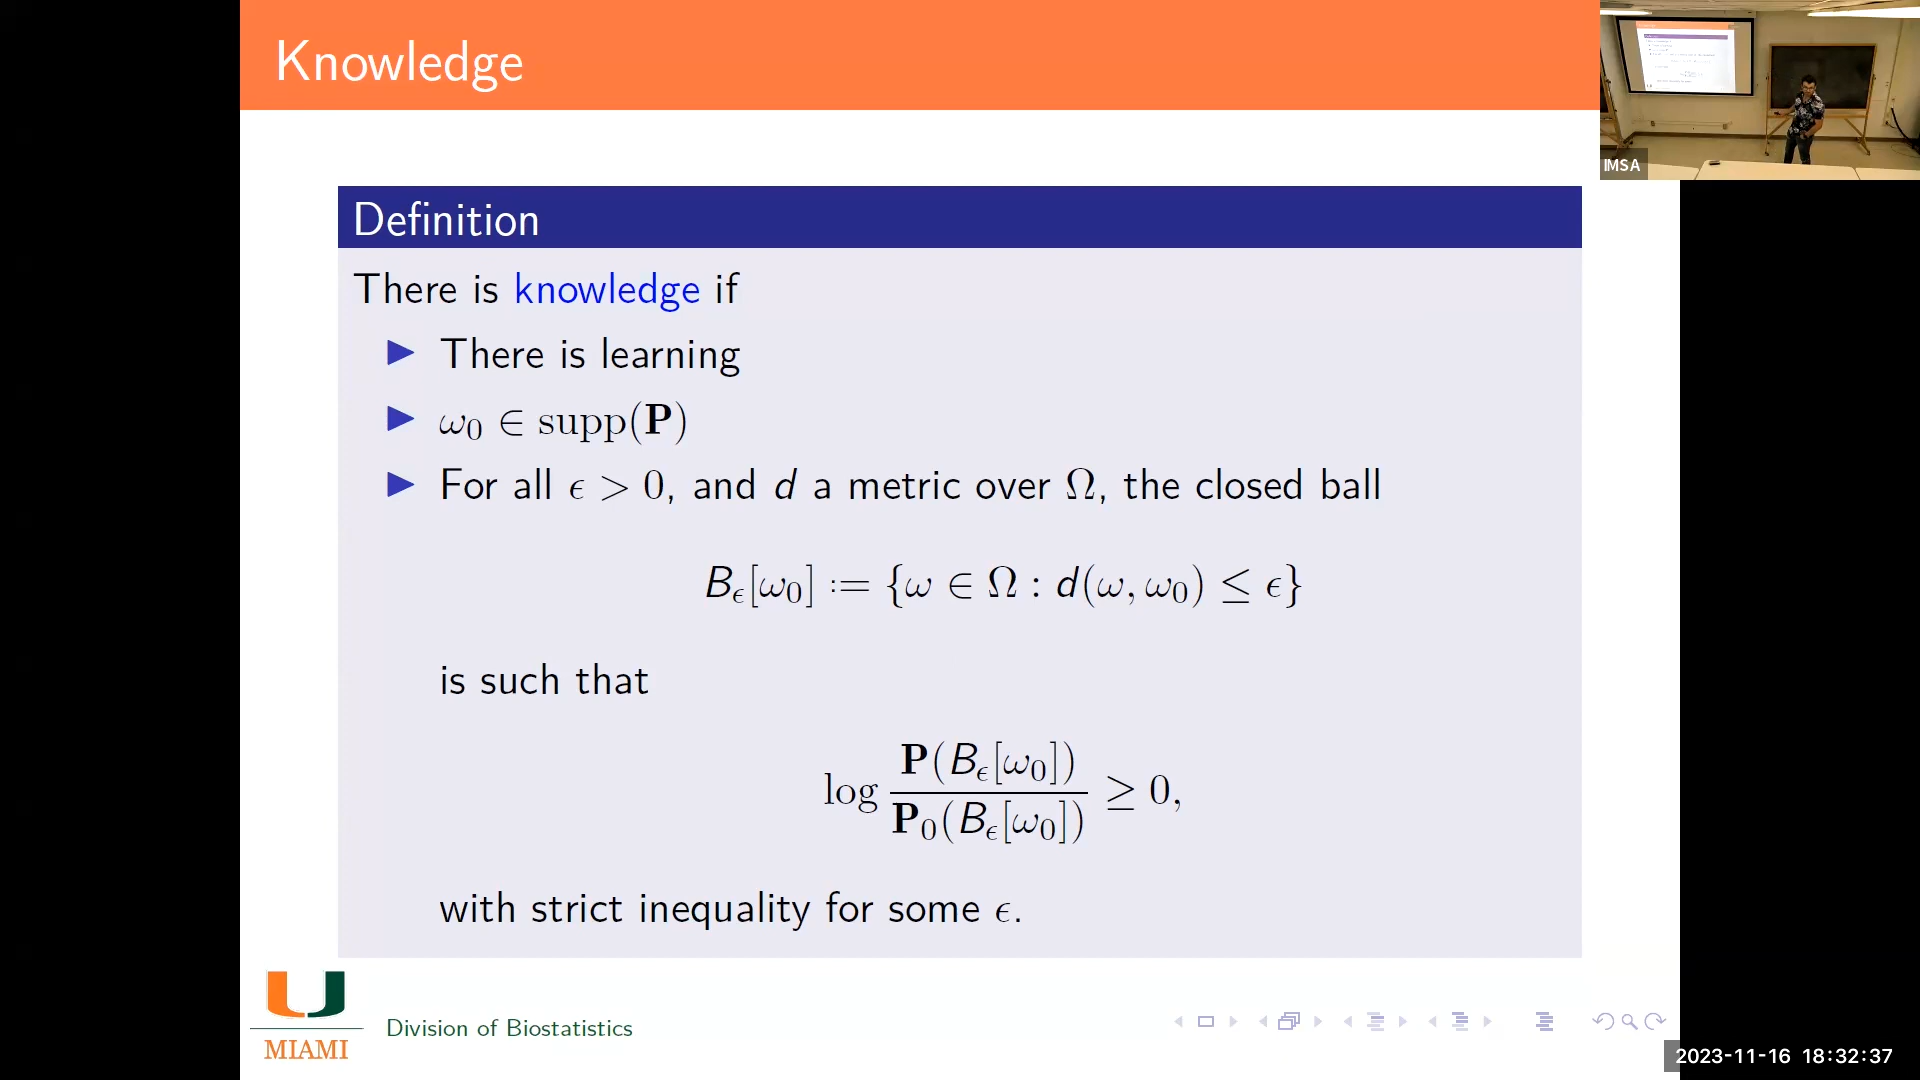 Knowledge
IMSA
Definition
There is knowledge if
▶ There is learning
▶ ω₀ ∈ supp(𝐏)
▶ For all ϵ > 0, and d a metric over Ω, the closed ball
B_ϵ[ω₀] := {ω ∈ Ω : d(ω, ω₀) ≤ ϵ}
is such that
log 𝐏(B_ϵ[ω₀]) / 𝐏₀(B_ϵ[ω₀]) ≥ 0,
with strict inequality for some ϵ.
MIAMI
Division of Biostatistics
2023-11-16 18:32:37